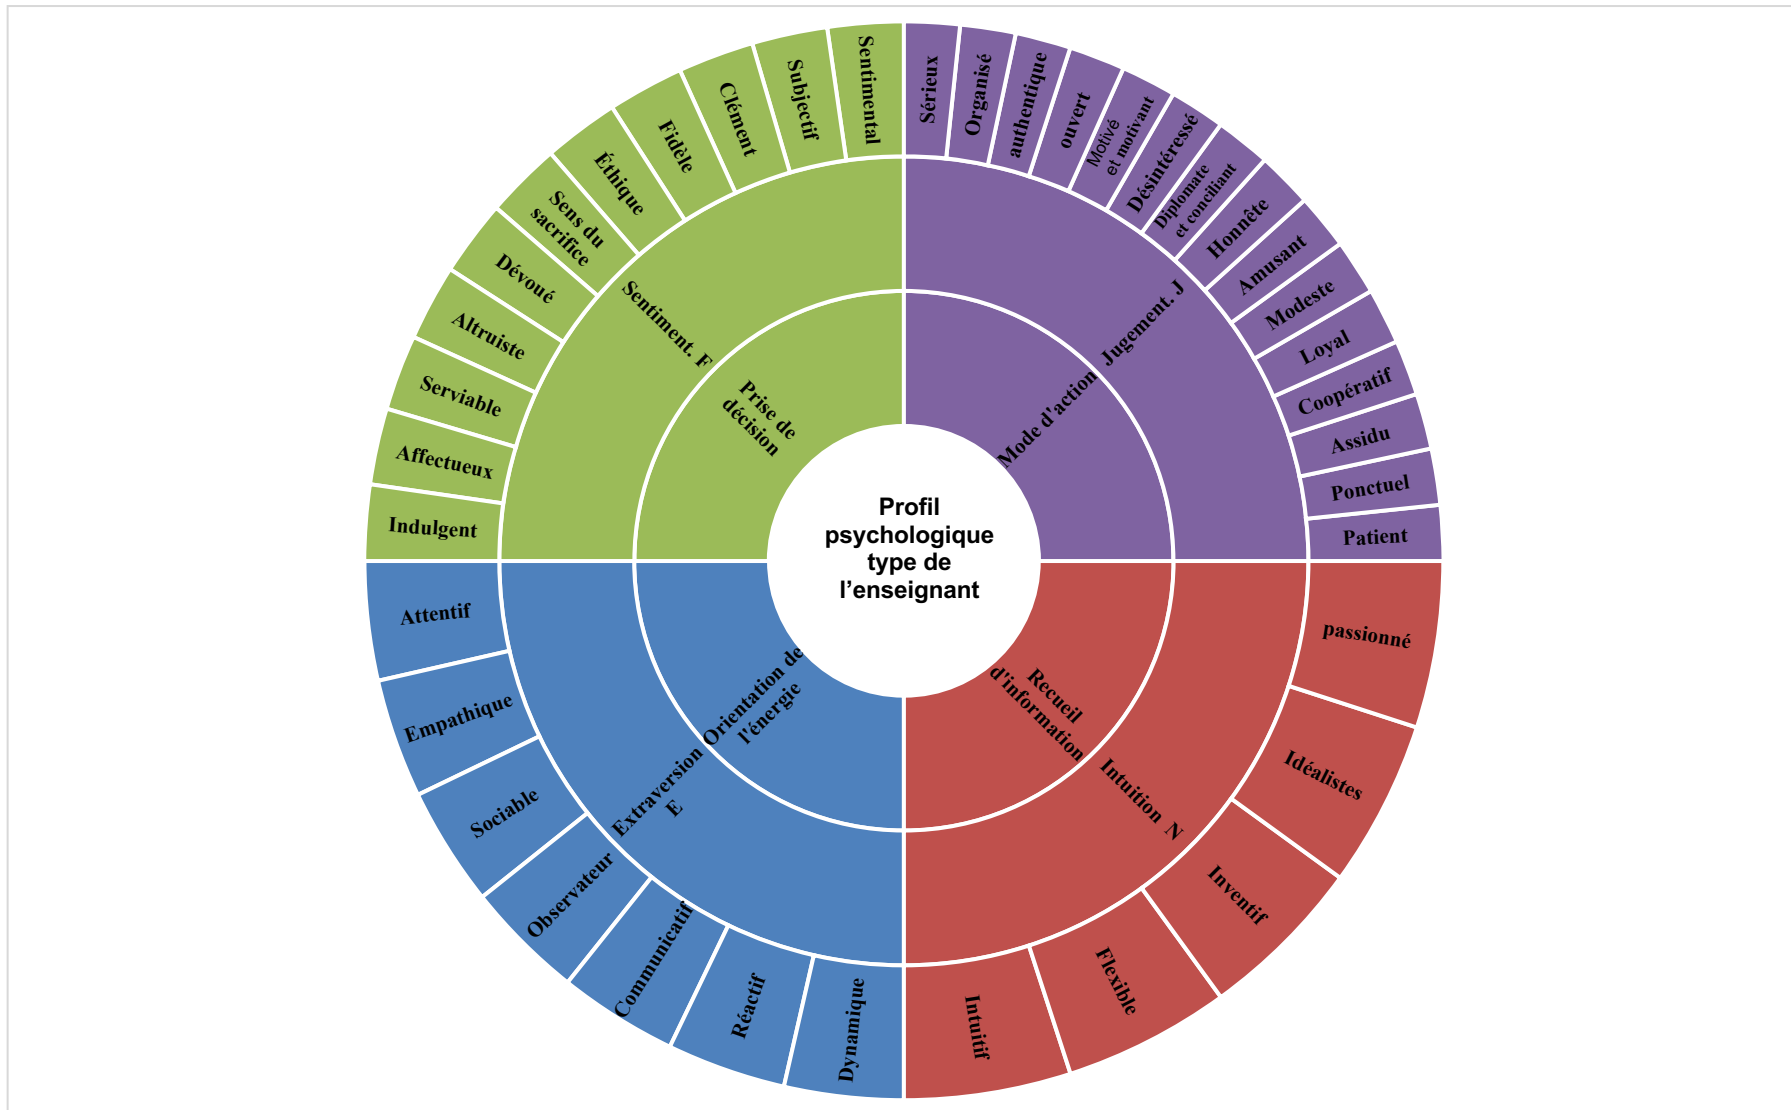 Profil
psychologique
type de
l’enseignant
Mode d'action
Jugement. J
Sérieux
Organisé
authentique
ouvert
Motivé
et motivant
Désintéressé
Diplomate
et conciliant
Honnête
Amusant
Modeste
Loyal
Coopératif
Assidu
Ponctuel
Patient
Recueil
d'information
Intuition N
passionné
Idéalistes
Inventif
Flexible
Intuitif
Orientation de
l'énergie
Extraversion
E
Dynamique
Réactif
Communicatif
Observateur
Sociable
Empathique
Attentif
Prise de
décision
Sentiment. F
Indulgent
Affectueux
Serviable
Altruiste
Dévoué
Sens du
sacrifice
Éthique
Fidèle
Clément
Subjectif
Sentimental